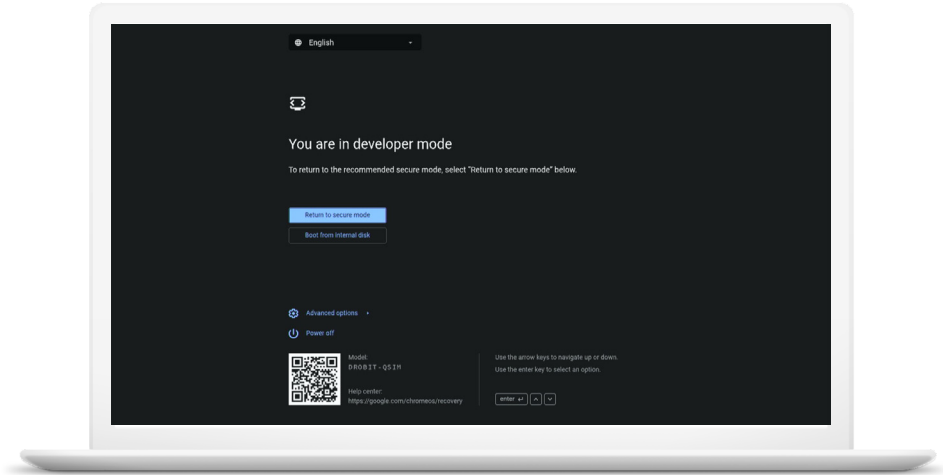 English
You are in developer mode
To return to the recommended secure mode, select "Return to secure mode" below.
Return to secure mode
Boot from internal disk
Advanced options
Power off
Model:
DROBIT-QSIM
Help center:
https://google.com/chromeos/recovery
Use the arrow keys to navigate up or down.
Use the enter key to select an option.
enter